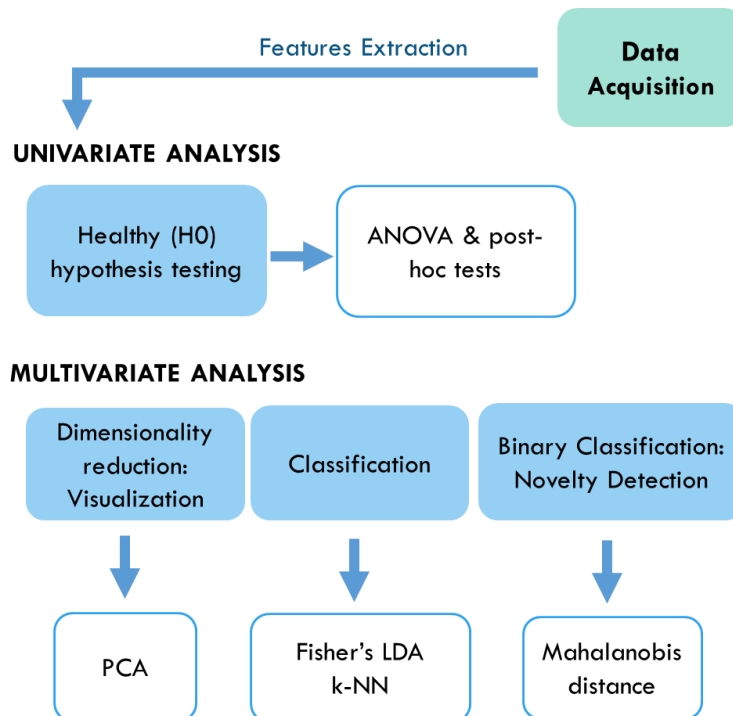 Features Extraction
Data
Acquisition
UNIVARIATE ANALYSIS
Healthy (H0)
hypothesis testing
ANOVA & post-
hoc tests
MULTIVARIATE ANALYSIS
Dimensionality
reduction:
Visualization
Classification
Binary Classification:
Novelty Detection
PCA
Fisher's LDA
k-NN
Mahalanobis
distance